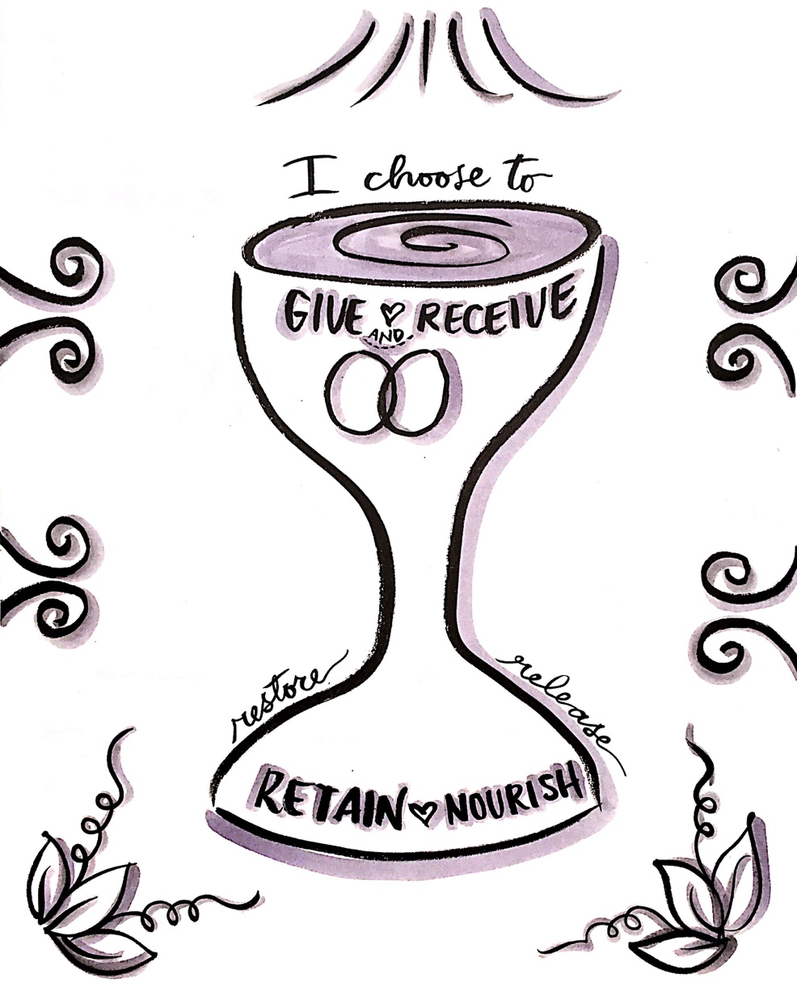 I choose to
GIVE AND RECEIVE
restore
release
RETAIN NOURISH